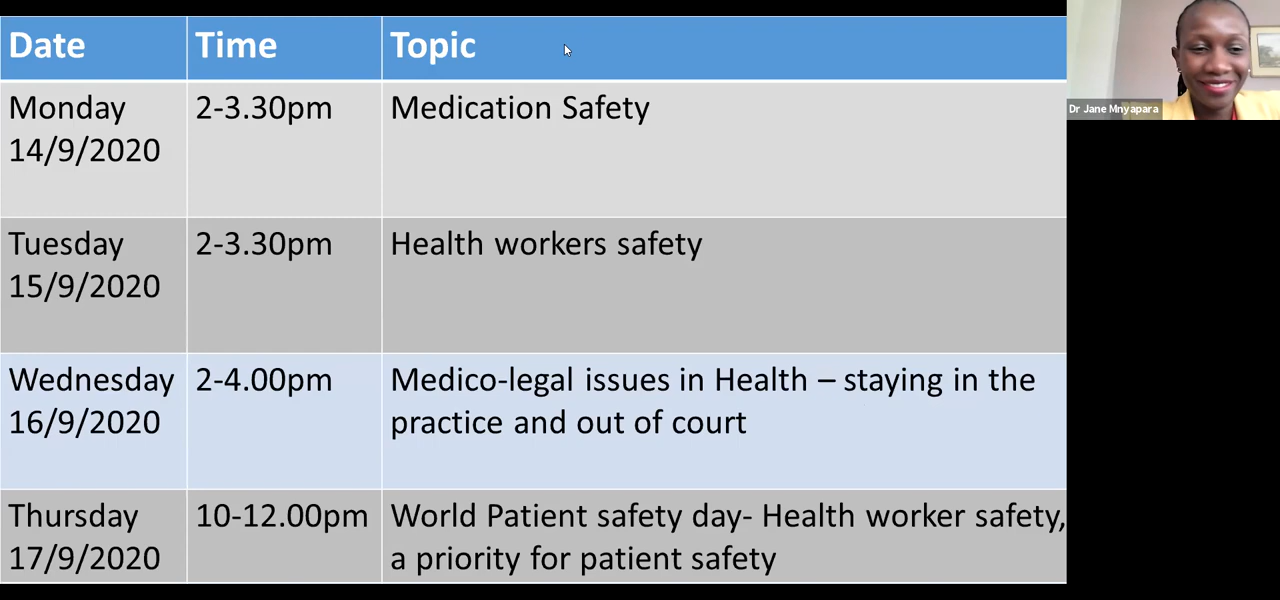 Date Time Topic
Monday 2-3.30pm Medication Safety
14/9/2020
Tuesday 2-3.30pm Health workers safety
15/9/2020
Wednesday 2-4.00pm Medico-legal issues in Health – staying in the
16/9/2020 practice and out of court
Thursday 10-12.00pm World Patient safety day- Health worker safety,
17/9/2020 a priority for patient safety
Dr Jane Mnyapara